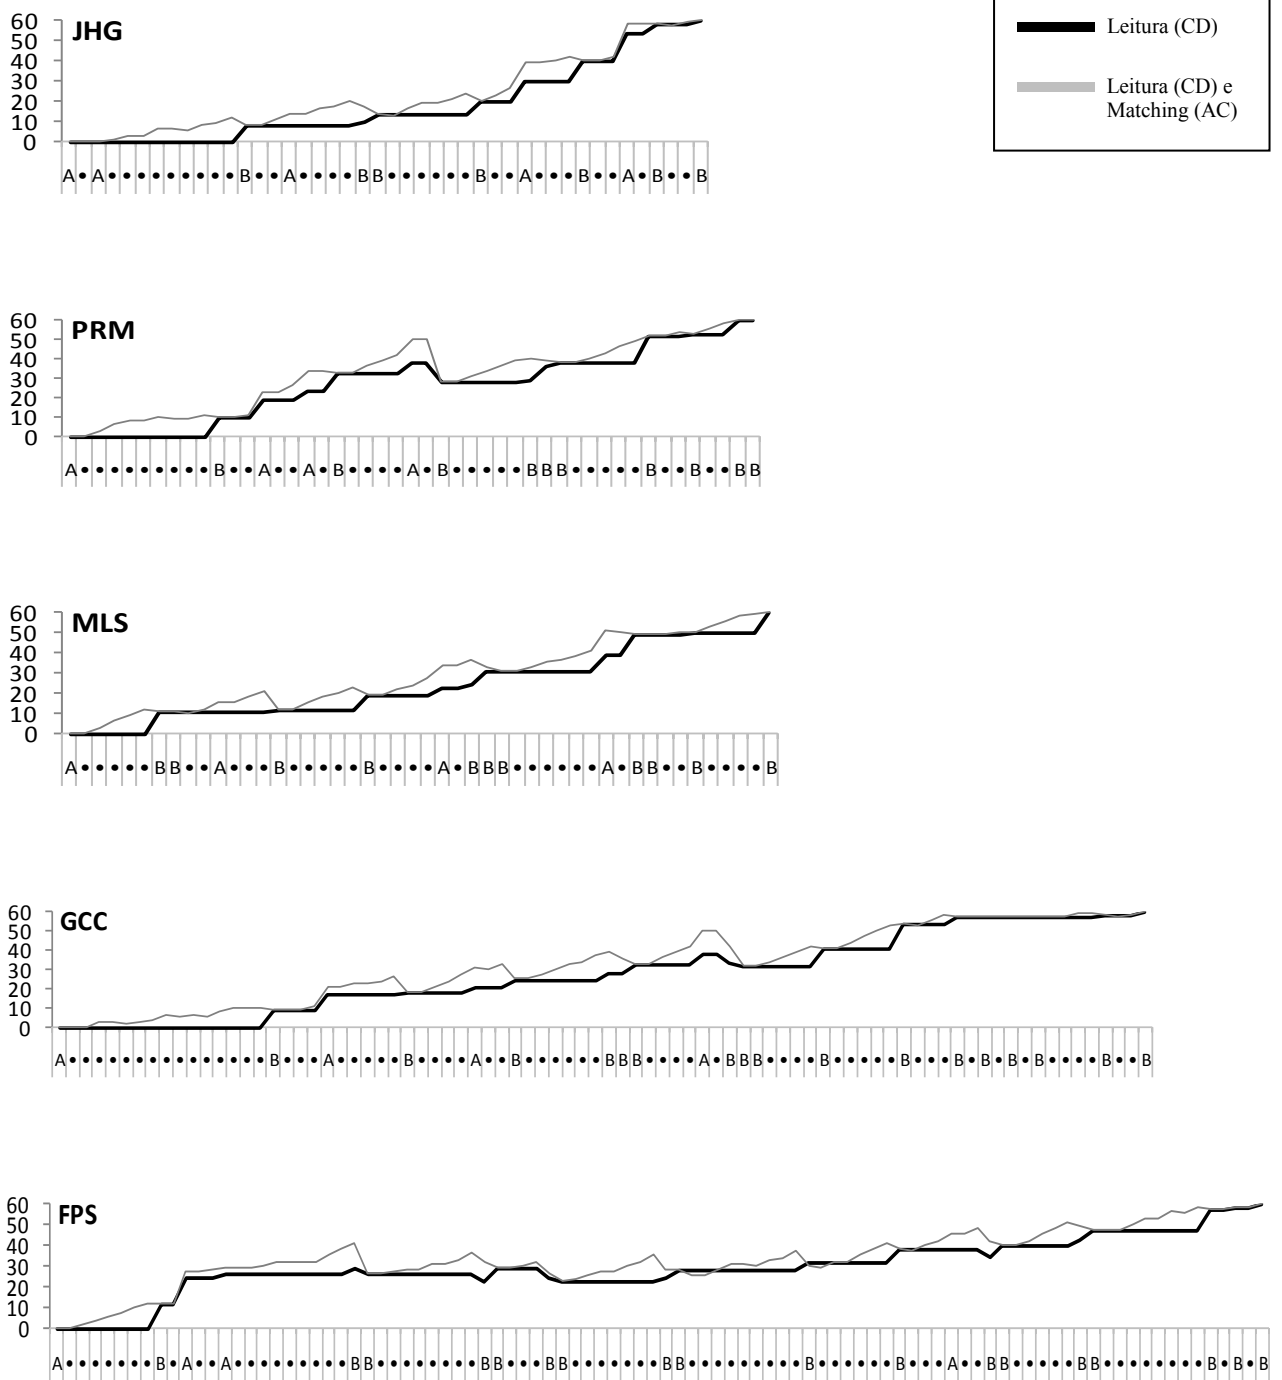 Leitura (CD)
Leitura (CD) e
Matching (AC)
JHG
60
50
40
30
20
10
0
A•A•••••••••B••A••••BB••••••B••A•••B••A•B••B
PRM
60
50
40
30
20
10
0
A•••••••••B••A••A•B••••A•B•••••BBB•••••B••B••BB
MLS
60
50
40
30
20
10
0
A•••••BB••A•••B•••••B••••A•BBB••••••A•BB••B••••B
GCC
60
50
40
30
20
10
0
A•••••••••••••••B•••A•••••B••••A••B••••••BBB••••A•BBB••••B•••••B•••B•B•B•B••••B••B
FPS
60
50
40
30
20
10
0
A•••••••B•A••A•••••••••BB••••••••BB•••BB•••••••BB•••••••••B••••••B•••A••BB•••••BB••••••••B•B•B